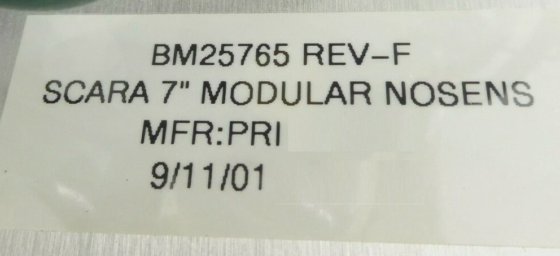 BM25765 REV-F
SCARA 7" MODULAR NOSENS
MFR:PRI
9/11/01